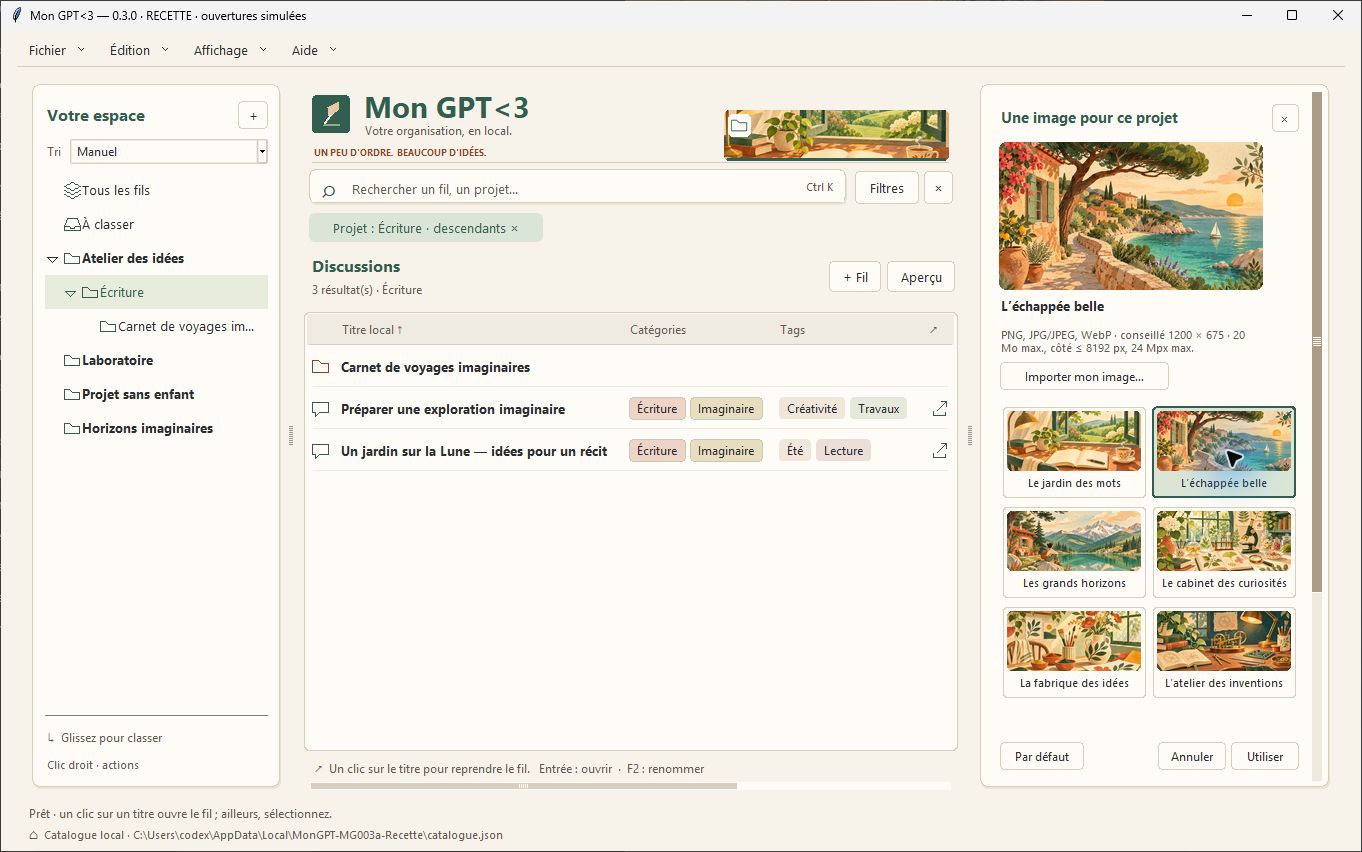 Mon GPT<3 — 0.3.0 · RECETTE · ouvertures simulées
Fichier Édition Affichage Aide
Votre espace
+
Tri Manuel
Tous les fils
À classer
Atelier des idées
Écriture
Carnet de voyages im...
Laboratoire
Projet sans enfant
Horizons imaginaires
Glissez pour classer
Clic droit · actions
Mon GPT<3
Votre organisation, en local.
UN PEU D'ORDRE. BEAUCOUP D'IDÉES.
Rechercher un fil, un projet... Ctrl K
Filtres ×
Projet : Écriture · descendants ×
Discussions
3 résultat(s) · Écriture
+ Fil Aperçu
Titre local ↑ Catégories Tags ↗
Carnet de voyages imaginaires
Préparer une exploration imaginaire Écriture Imaginaire Créativité Travaux
Un jardin sur la Lune — idées pour un récit Écriture Imaginaire Été Lecture
↗ Un clic sur le titre pour reprendre le fil. Entrée : ouvrir · F2 : renommer
Une image pour ce projet ×
L'échappée belle
PNG, JPG/JPEG, WebP · conseillé 1200 × 675 · 20
Mo max., côté ≤ 8192 px, 24 Mpx max.
Importer mon image...
Le jardin des mots L'échappée belle
Les grands horizons Le cabinet des curiosités
La fabrique des idées L'atelier des inventions
Par défaut Annuler Utiliser
Prêt · un clic sur un titre ouvre le fil ; ailleurs, sélectionnez.
Catalogue local · C:\Users\codex\AppData\Local\MonGPT-MG003a-Recette\catalogue.json